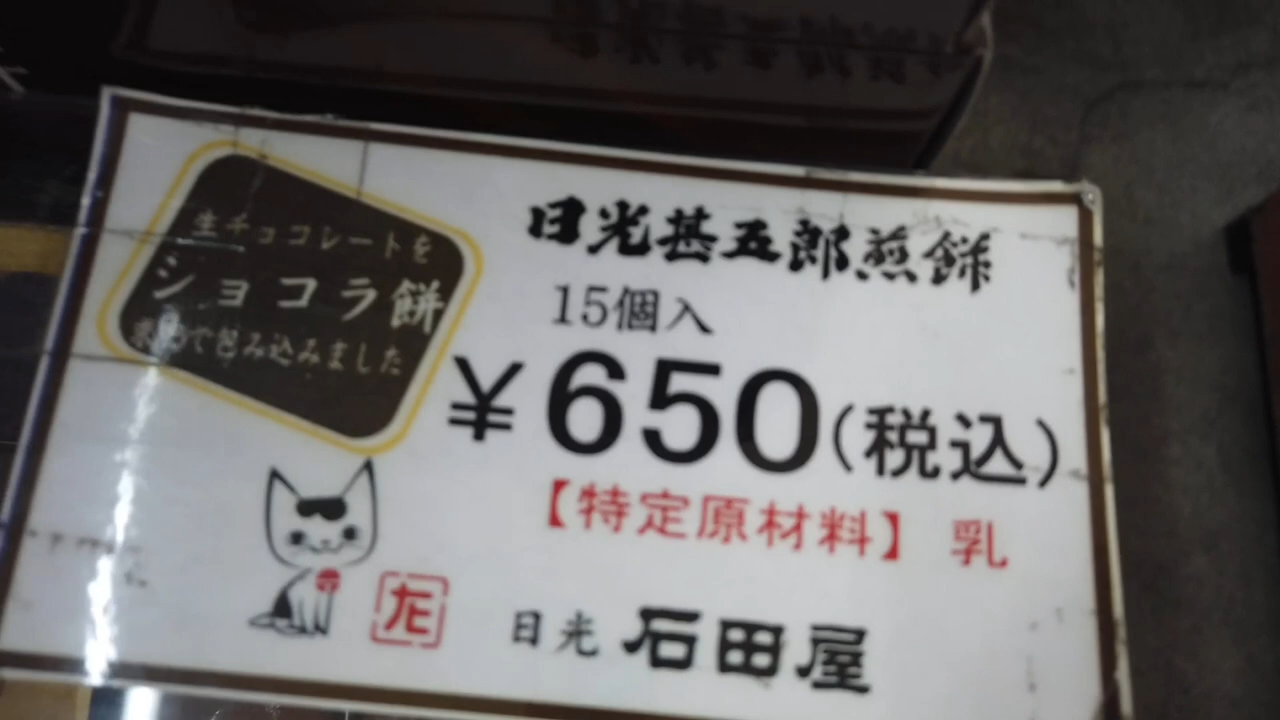 生チョコレートを
ショコラ餅
で包み込みました
日光甚五郎煎餅
15個入
¥650(税込)
【特定原材料】 乳
日光 石田屋